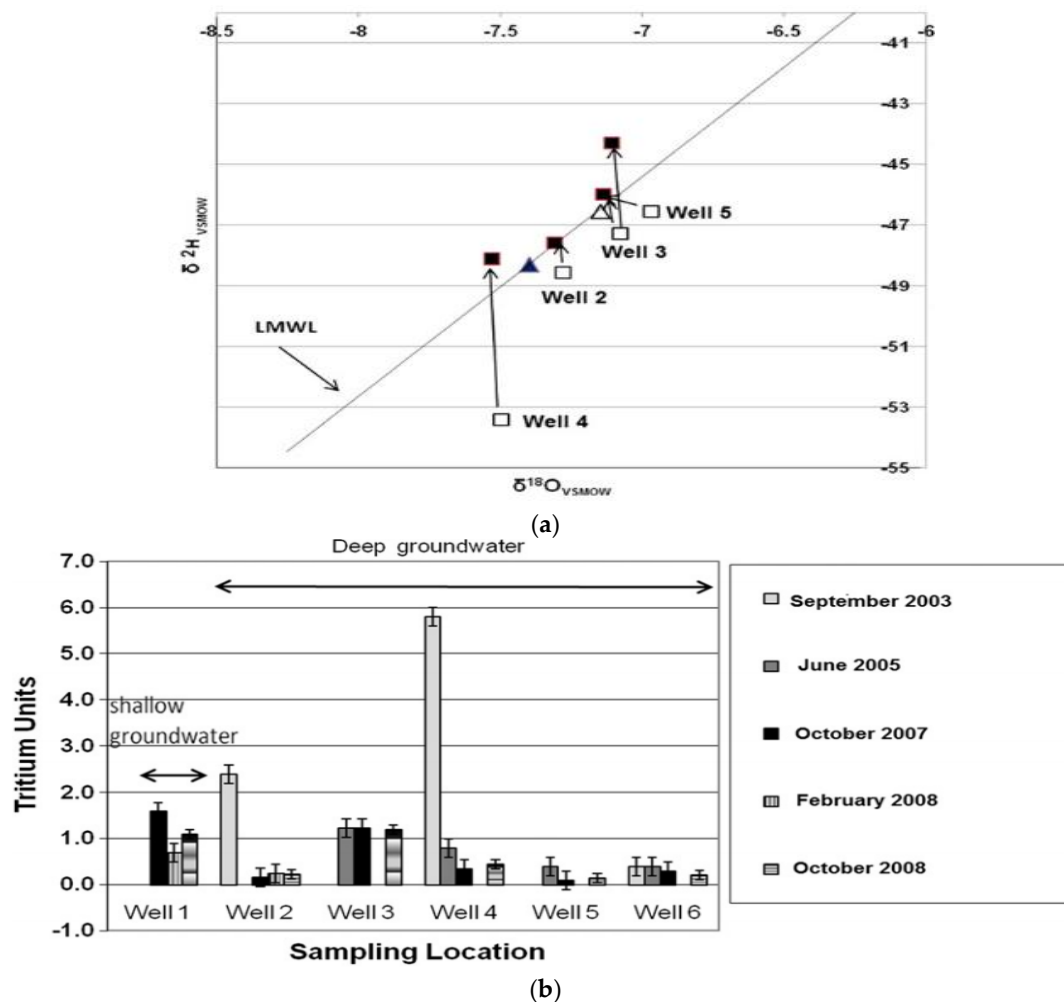 -8.5 -8 -7.5 -7 -6.5 -6
-41
-43
-45
-47
-49
-51
-53
-55
δ ²H VSMOW
Well 5
Well 3
Well 2
LMWL
Well 4
δ¹⁸O VSMOW
(a)
Deep groundwater
7.0
6.0
5.0
4.0
3.0
2.0
1.0
0.0
-1.0
Tritium Units
shallow
groundwater
Well 1 Well 2 Well 3 Well 4 Well 5 Well 6
Sampling Location
September 2003
June 2005
October 2007
February 2008
October 2008
(b)